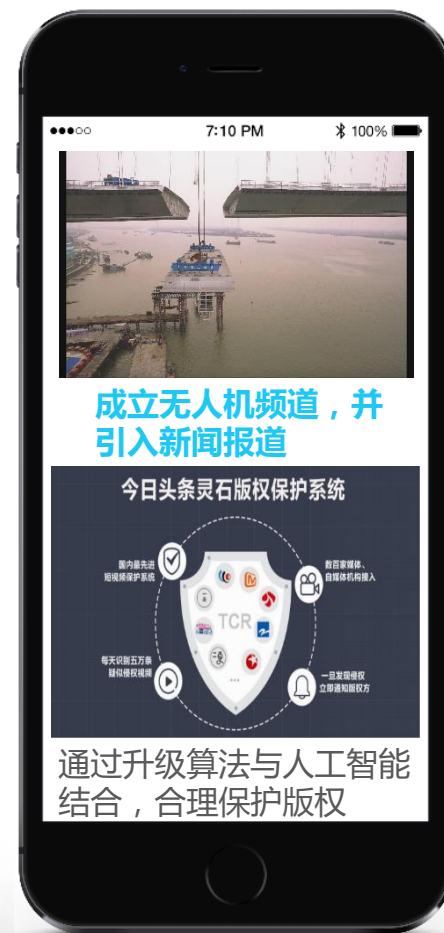 7:10 PM
100%
成立无人机频道，并
引入新闻报道
今日头条灵石版权保护系统
国内最先进
短视频保护系统
数百家媒体、
自媒体机构接入
TCR
每天识别五万条
疑似侵权视频
一旦发现侵权
立即通知版权方
通过升级算法与人工智能
结合，合理保护版权